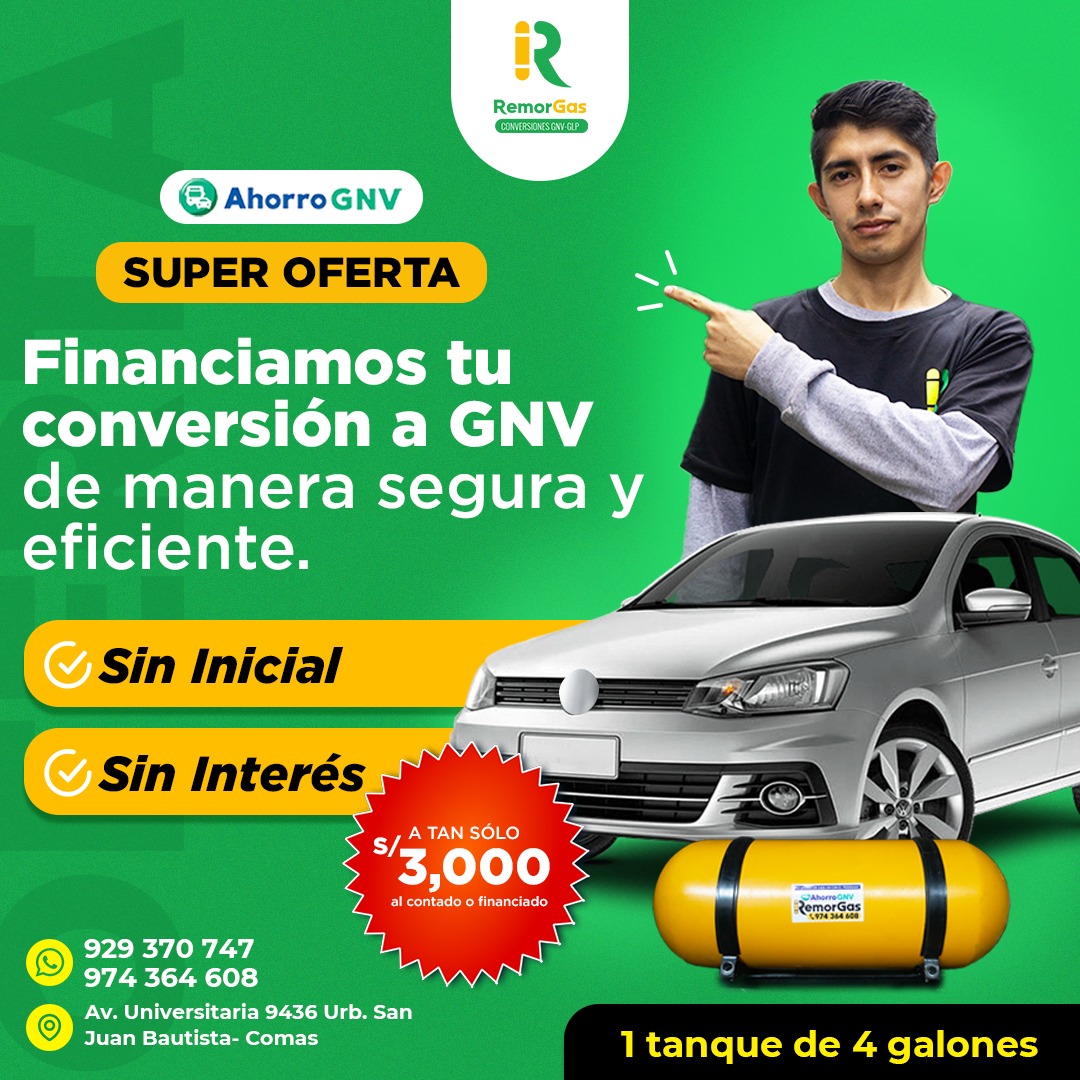 RemorGas
CONVERSIONES GNV-GLP
Ahorro GNV
SUPER OFERTA
Financiamos tu
conversión a GNV
de manera segura y
eficiente.
Sin Inicial
Sin Interés
A TAN SÓLO
S/ 3,000
al contado o financiado
AhorroGNV
RemorGas
974 364 608
929 370 747
974 364 608
Av. Universitaria 9436 Urb. San
Juan Bautista- Comas
1 tanque de 4 galones